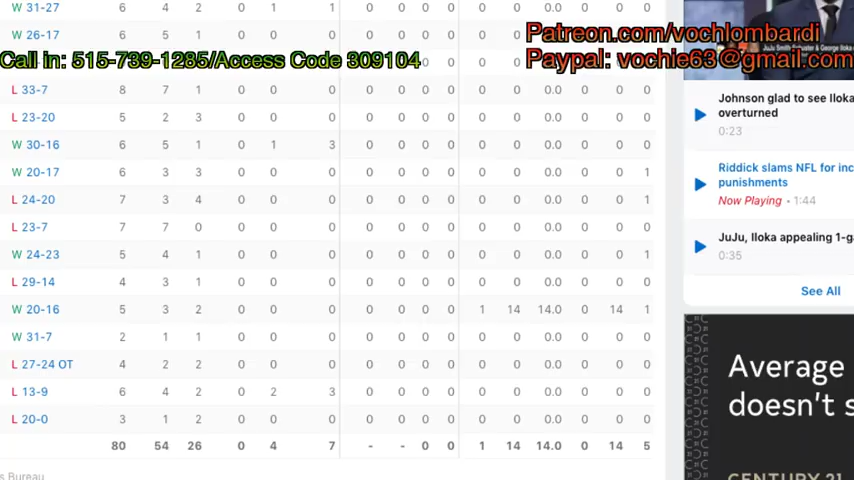 W 31-27 6 4 2 0 1 1 0 0 0 0 0 0 0.0 0 0 0
W 26-17 6 5 1 0 0 0 0 0 0 0 0 0 0.0 0 0 0
Patreon.com/vochlombardi
Call in: 515-739-1285/Access Code 309104
Paypal: vochie63@gmail.com
L 33-7 8 7 1 0 0 0 0 0 0 0 0 0 0.0 0 0 0
L 23-20 5 2 3 0 0 0 0 0 0 0 0 0 0.0 0 0 0
W 30-16 6 5 1 0 1 3 0 0 0 0 0 0 0.0 0 0 0
W 20-17 6 3 3 0 0 0 0 0 0 0 0 0 0.0 0 0 1
L 24-20 7 3 4 0 0 0 0 0 0 0 0 0 0.0 0 0 1
L 23-7 7 7 0 0 0 0 0 0 0 0 0 0 0.0 0 0 0
W 24-23 5 4 1 0 0 0 0 0 0 0 0 0 0.0 0 0 1
L 29-14 4 3 1 0 0 0 0 0 0 0 0 0 0.0 0 0 0
W 20-16 5 3 2 0 0 0 0 0 0 0 1 14 14.0 0 14 1
W 31-7 2 1 1 0 0 0 0 0 0 0 0 0 0.0 0 0 0
L 27-24 OT 4 2 2 0 0 0 0 0 0 0 0 0 0.0 0 0 0
L 13-9 6 4 2 0 2 3 0 0 0 0 0 0 0.0 0 0 0
L 20-0 3 1 2 0 0 0 0 0 0 0 0 0 0.0 0 0 0
80 54 26 0 4 7 - - 0 0 1 14 14.0 0 14 5
s Bureau
Johnson glad to see Iloka
overturned
0:23
Riddick slams NFL for inc
punishments
Now Playing • 1:44
JuJu, Iloka appealing 1-ga
0:35
See All
Average
doesn't s
CENTURY 21